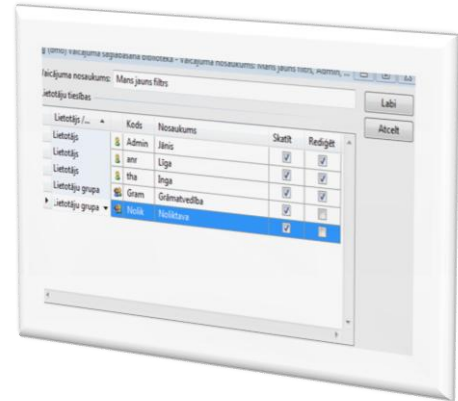 (demo) Vaicājuma saglabāšana bibliotēkā - Vaicājuma nosaukums: Mans jauns filtrs, Admin, ...
Vaicājuma nosaukums: Mans jauns filtrs
Labi
Lietotāju tiesības
Atcelt
Lietotājs /... Kods Nosaukums Skatīt Rediģēt
Lietotājs Admin Jānis
Lietotājs anr Līga
Lietotājs tha Inga
Lietotāju grupa Gram Grāmatvedība
Lietotāju grupa Nolik Noliktava